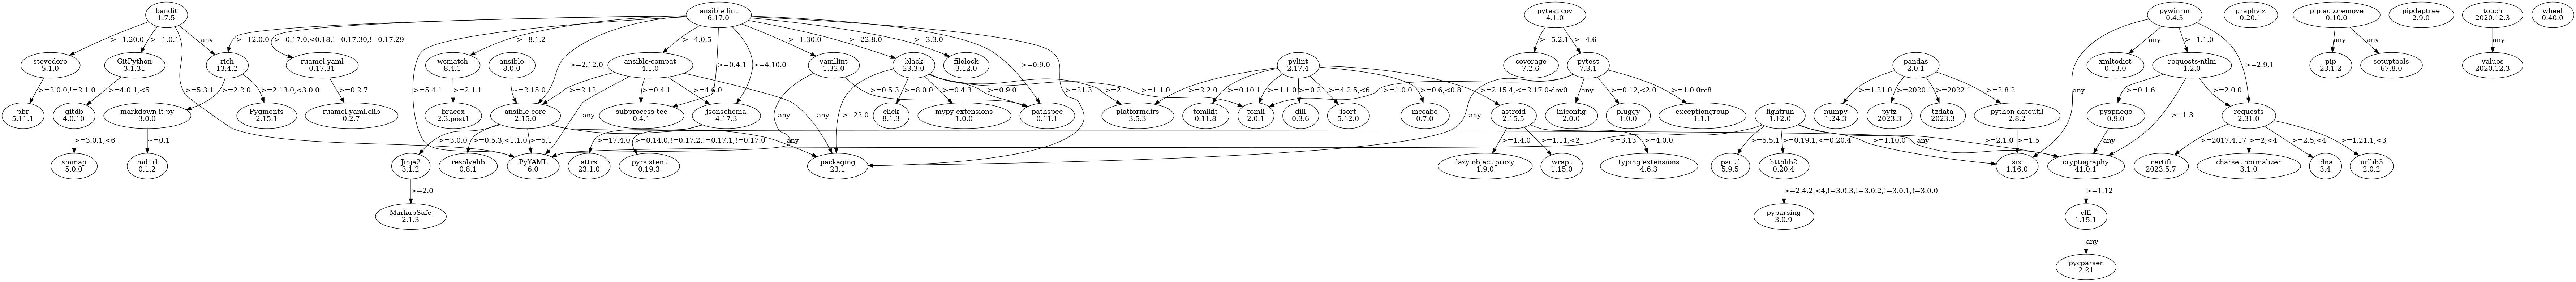 bandit
1.7.5
ansible-lint
6.17.0
pytest-cov
4.1.0
pywinrm
0.4.3
graphviz
0.20.1
pip-autoremove
0.10.0
pipdeptree
2.9.0
touch
2020.12.3
wheel
0.40.0
>=1.20.0
>=1.0.1
any
>=12.0.0
>=0.17.0,<0.18,!=0.17.30,!=0.17.29
>=8.1.2
>=4.0.5
>=1.30.0
>=22.8.0
>=3.3.0
>=5.2.1
>=4.6
any
>=1.1.0
any
any
any
stevedore
5.1.0
GitPython
3.1.31
rich
13.4.2
ruamel.yaml
0.17.31
wcmatch
8.4.1
ansible
8.0.0
>=2.12.0
ansible-compat
4.1.0
>=0.4.1
>=4.10.0
yamllint
1.32.0
black
23.3.0
filelock
3.12.0
>=0.9.0
pylint
2.17.4
coverage
7.2.6
pytest
7.3.1
pandas
2.0.1
xmltodict
0.13.0
requests-ntlm
1.2.0
>=2.9.1
pip
23.1.2
setuptools
67.8.0
values
2020.12.3
>=2.0.0,!=2.1.0
>=4.0.1,<5
>=5.3.1
>=2.2.0
>=2.13.0,<3.0.0
>=0.2.7
>=5.4.1
>=2.1.1
~=2.15.0
>=2.12
>=0.4.1
>=4.6.0
>=0.5.3
>=8.0.0
>=0.4.3
>=0.9.0
>=21.3
>=2
>=1.1.0
>=2.2.0
>=0.10.1
>=1.1.0
>=0.2
>=4.2.5,<6
>=1.0.0
>=0.6,<0.8
>=2.15.4,<=2.17.0-dev0
any
>=0.12,<2.0
>=1.0.0rc8
>=1.21.0
>=2020.1
>=2022.1
>=2.8.2
any
>=0.1.6
>=2.0.0
pbr
5.11.1
gitdb
4.0.10
markdown-it-py
3.0.0
Pygments
2.15.1
ruamel.yaml.clib
0.2.7
bracex
2.3.post1
ansible-core
2.15.0
any
subprocess-tee
0.4.1
jsonschema
4.17.3
any
any
>=22.0
click
8.1.3
mypy-extensions
1.0.0
pathspec
0.11.1
platformdirs
3.5.3
tomlkit
0.11.8
tomli
2.0.1
dill
0.3.6
isort
5.12.0
mccabe
0.7.0
any
astroid
2.15.5
iniconfig
2.0.0
pluggy
1.0.0
exceptiongroup
1.1.1
lightrun
1.12.0
numpy
1.24.3
pytz
2023.3
tzdata
2023.3
python-dateutil
2.8.2
pyspnego
0.9.0
>=1.3
requests
2.31.0
>=3.0.1,<6
~=0.1
>=3.0.0
>=0.5.3,<1.1.0
>=5.1
>=17.4.0
>=0.14.0,!=0.17.2,!=0.17.1,!=0.17.0
any
>=1.4.0
>=1.11,<2
>=4.0.0
>=3.13
>=5.5.1
>=0.19.1,<=0.20.4
>=1.10.0
any
>=2.1.0
>=1.5
any
>=2017.4.17
>=2,<4
>=2.5,<4
>=1.21.1,<3
smmap
5.0.0
mdurl
0.1.2
Jinja2
3.1.2
resolvelib
0.8.1
PyYAML
6.0
attrs
23.1.0
pyrsistent
0.19.3
packaging
23.1
lazy-object-proxy
1.9.0
wrapt
1.15.0
typing-extensions
4.6.3
psutil
5.9.5
httplib2
0.20.4
six
1.16.0
cryptography
41.0.1
certifi
2023.5.7
charset-normalizer
3.1.0
idna
3.4
urllib3
2.0.2
>=2.0
>=2.4.2,<4,!=3.0.3,!=3.0.2,!=3.0.1,!=3.0.0
>=1.12
MarkupSafe
2.1.3
pyparsing
3.0.9
cffi
1.15.1
any
pycparser
2.21